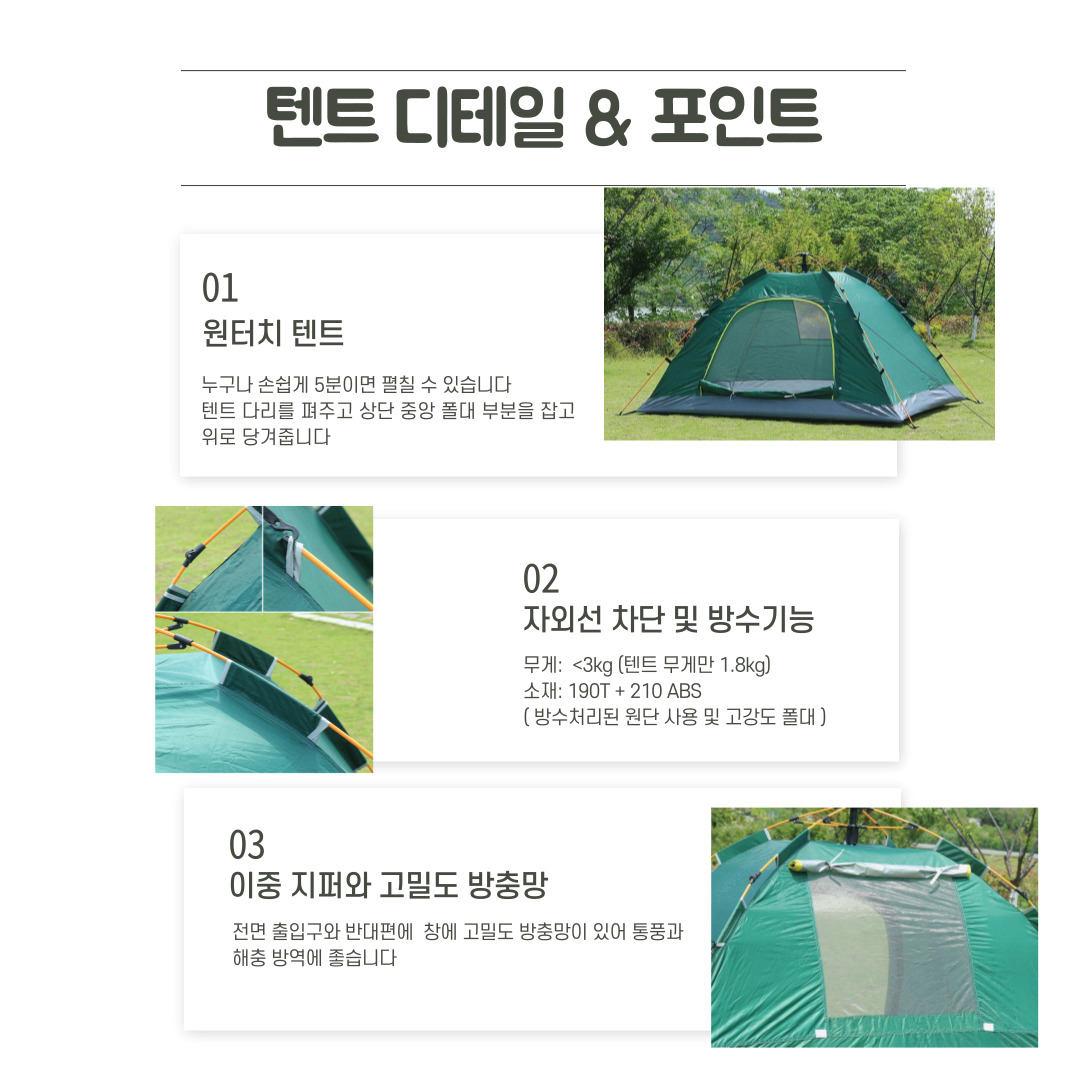 텐트 디테일 & 포인트
01
원터치 텐트
누구나 손쉽게 5분이면 펼칠 수 있습니다
텐트 다리를 펴주고 상단 중앙 폴대 부분을 잡고
위로 당겨줍니다
02
자외선 차단 및 방수기능
무게:  <3kg (텐트 무게만 1.8kg)
소재: 190T + 210 ABS
( 방수처리된 원단 사용 및 고강도 폴대 )
03
이중 지퍼와 고밀도 방충망
전면 출입구와 반대편에  창에 고밀도 방충망이 있어 통풍과
해충 방역에 좋습니다